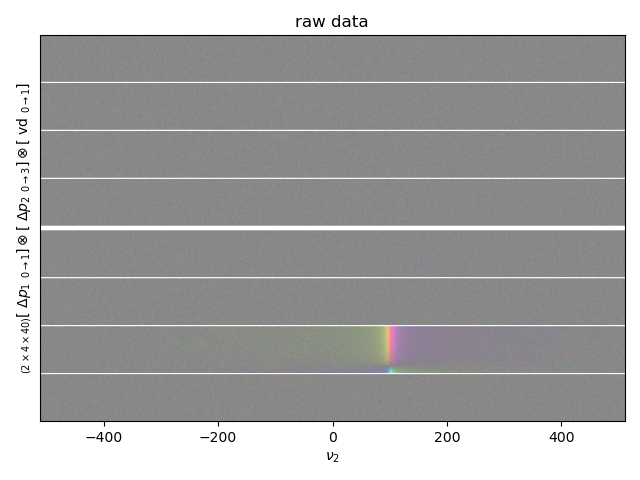 raw data
(2 × 4 × 40)[ Δp₁ ₀→₁] ⊗ [ Δp₂ ₀→₃] ⊗ [ vd ₀→₁]
−400 −200 0 200 400
ν₂